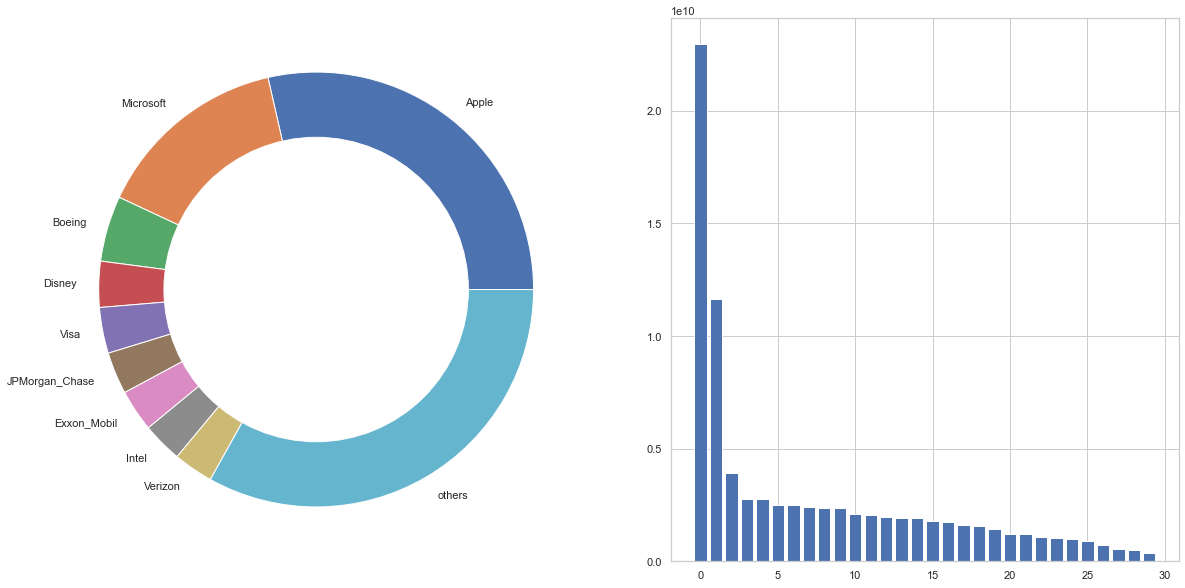 Apple
Microsoft
Boeing
Disney
Visa
JPMorgan_Chase
Exxon_Mobil
Intel
Verizon
others
1e10
2.0
1.5
1.0
0.5
0.0
0 5 10 15 20 25 30